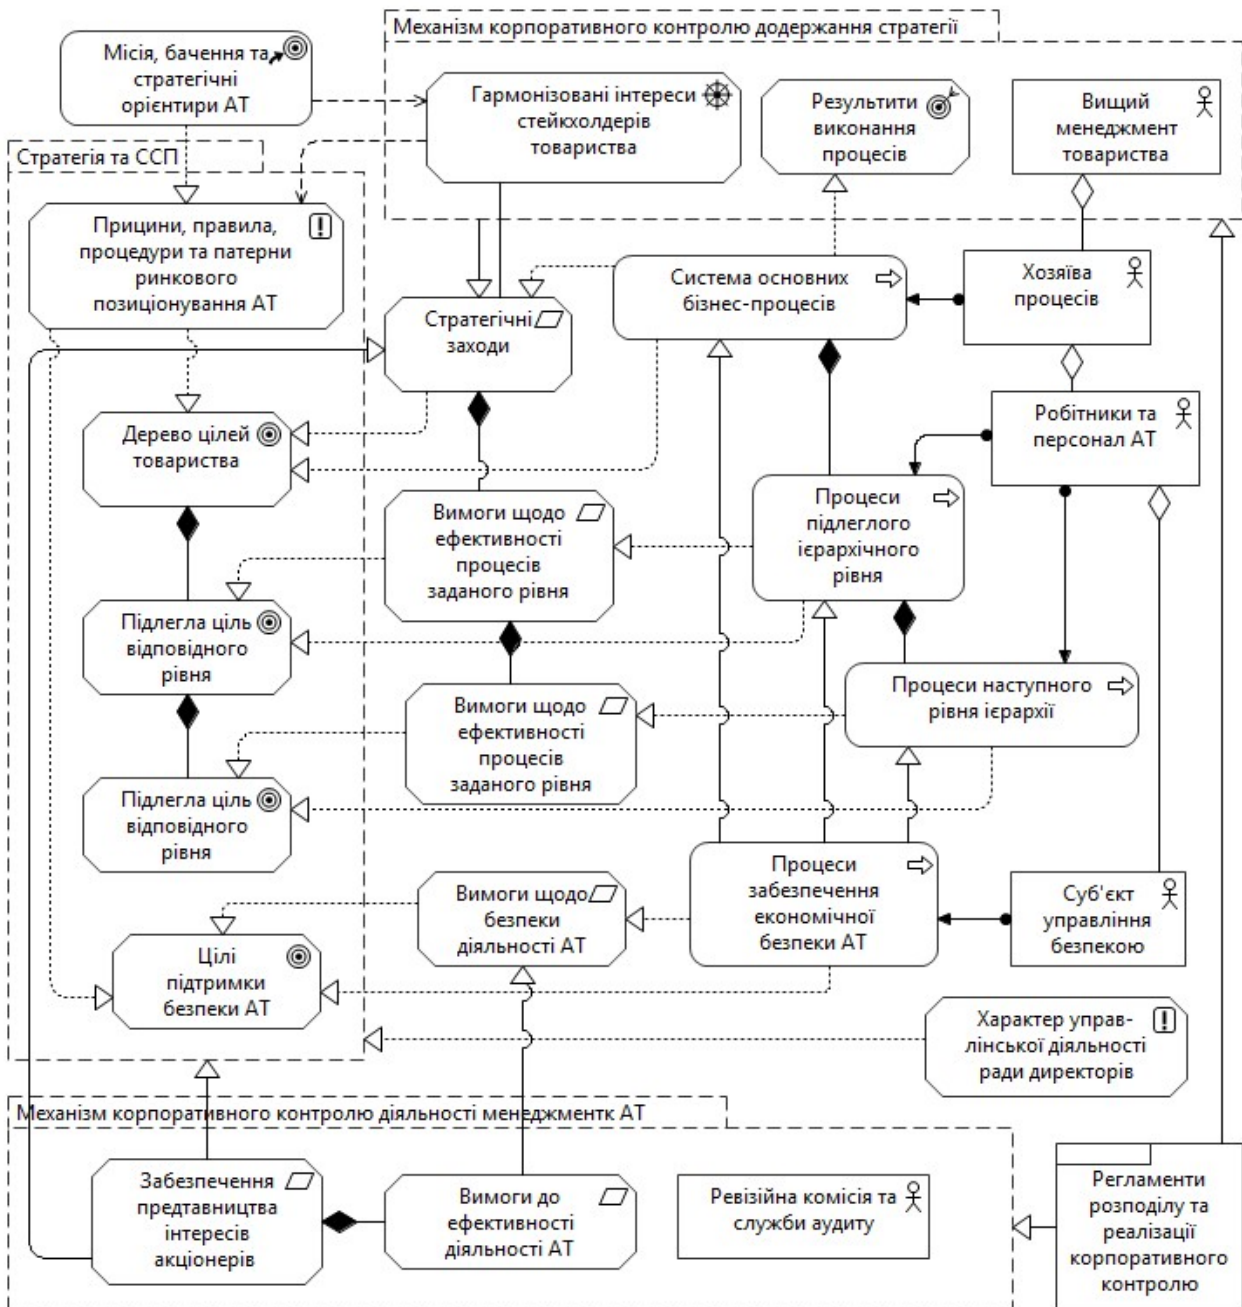 Механізм корпоративного контролю додержання стратегії
Місія, бачення та
стратегічні
орієнтири АТ
Гармонізовані інтереси
стейкхолдерів
товариства
Результати
виконання
процесів
Вищий
менеджмент
товариства
Стратегія та ССП
Прицини, правила,
процедури та патерни
ринкового
позиціонування АТ
Система основних
бізнес-процесів
Хозяїва
процесів
Стратегічні
заходи
Дерево цілей
товариства
Робітники та
персонал АТ
Вимоги щодо
ефективності
процесів
заданого рівня
Процеси
підлеглого
ієрархічного
рівня
Підлегла ціль
відповідного
рівня
Процеси наступного
рівня ієрархії
Вимоги щодо
ефективності
процесів
заданого рівня
Підлегла ціль
відповідного
рівня
Процеси
забезпечення
економічної
безпеки АТ
Вимоги щодо
безпеки
діяльності АТ
Суб'єкт
управління
безпекою
Цілі
підтримки
безпеки АТ
Характер управ-
лінської діяльності
ради директорів
Механізм корпоративного контролю діяльності менеджментк АТ
Забезпечення
предтавництва
інтересів
акціонерів
Вимоги до
ефективності
діяльності АТ
Ревізійна комісія та
служби аудиту
Регламенти
розподілу та
реалізації
корпоративного
контролю